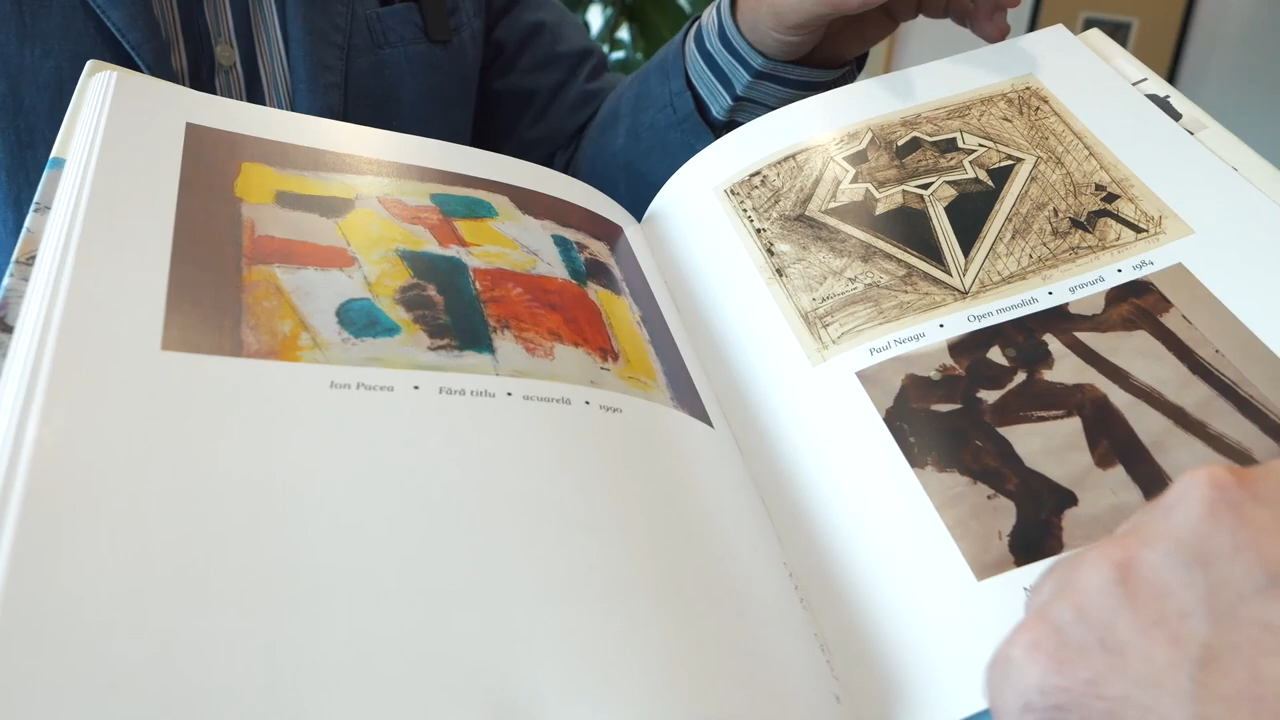 Ion Pacea • Fără titlu • acuarelă • 1990
Paul Neagu • Open monolith • gravură • 1984